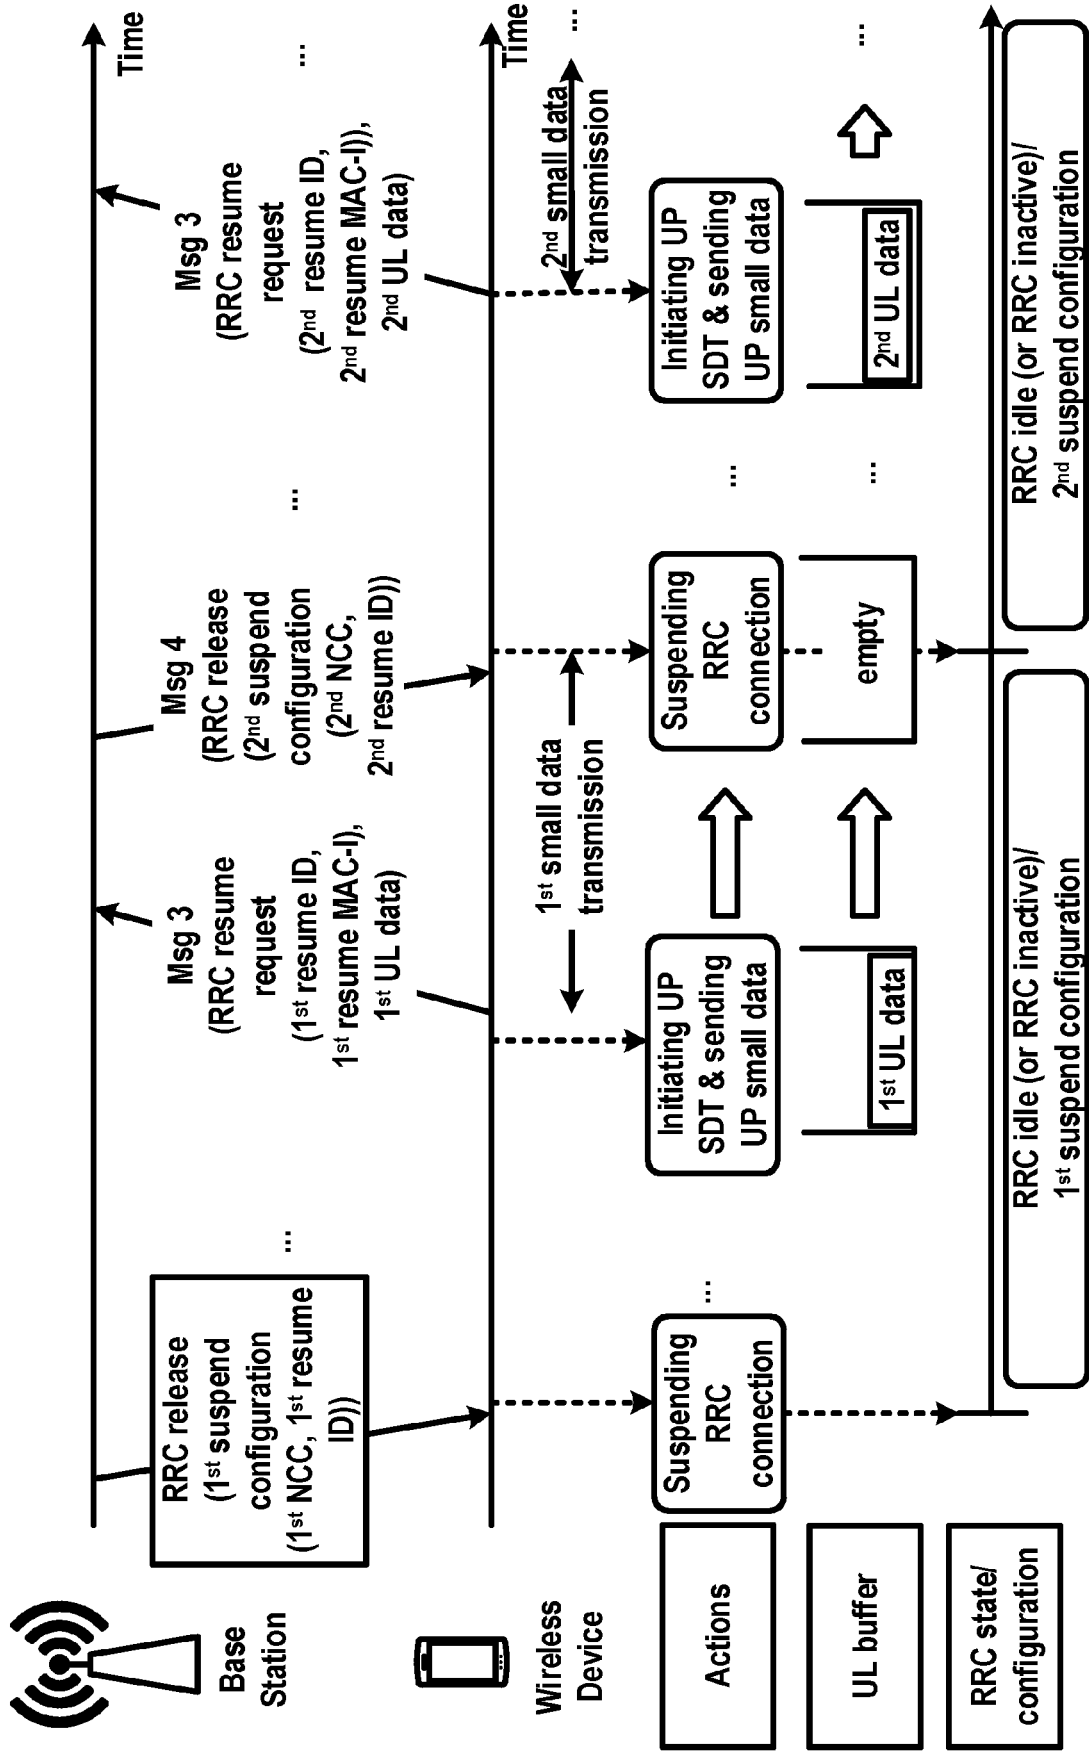 Base
Station
RRC release
(1st suspend
configuration
(1st NCC, 1st resume
ID))
...
Msg 3
(RRC resume
request
(1st resume ID,
1st resume MAC-I),
1st UL data)
Msg 4
(RRC release
(2nd suspend
configuration
(2nd NCC,
2nd resume ID))
...
Msg 3
(RRC resume
request
(2nd resume ID,
2nd resume MAC-I)),
2nd UL data)
...
Time
Wireless
Device
Time
1st small data
transmission
2nd small data
transmission
...
Actions
Suspending
RRC
connection
...
Initiating UP
SDT & sending
UP small data
Suspending
RRC
connection
...
Initiating UP
SDT & sending
UP small data
UL buffer
1st UL data
empty
...
2nd UL data
...
RRC state/
configuration
RRC idle (or RRC inactive)/
1st suspend configuration
RRC idle (or RRC inactive)/
2nd suspend configuration